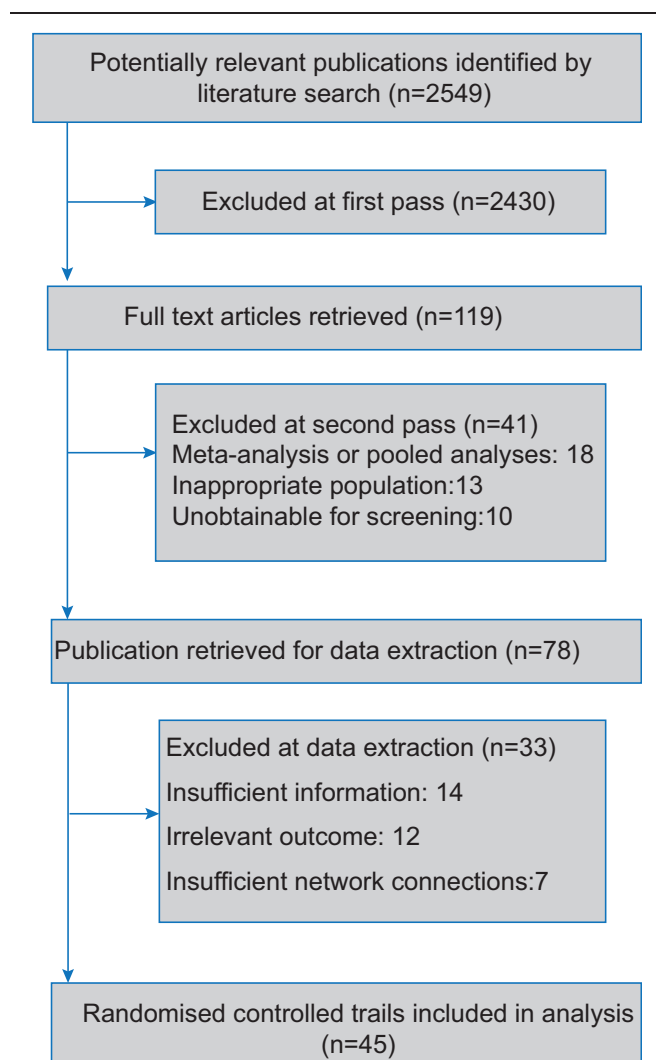 Potentially relevant publications identified by
literature search (n=2549)
Excluded at first pass (n=2430)
Full text articles retrieved (n=119)
Excluded at second pass (n=41)
Meta-analysis or pooled analyses: 18
Inappropriate population:13
Unobtainable for screening:10
Publication retrieved for data extraction (n=78)
Excluded at data extraction (n=33)
Insufficient information: 14
Irrelevant outcome: 12
Insufficient network connections:7
Randomised controlled trails included in analysis
(n=45)